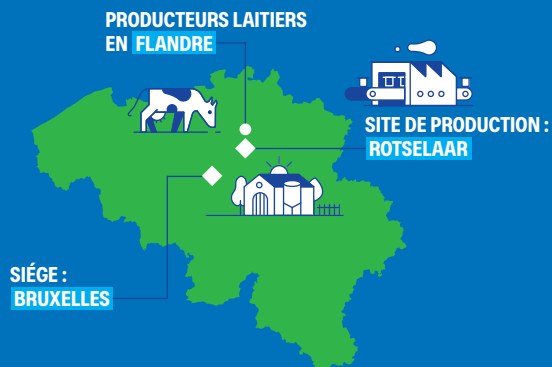 PRODUCTEURS LAITIERS
EN FLANDRE
SITE DE PRODUCTION :
ROTSELAAR
SIÉGE :
BRUXELLES